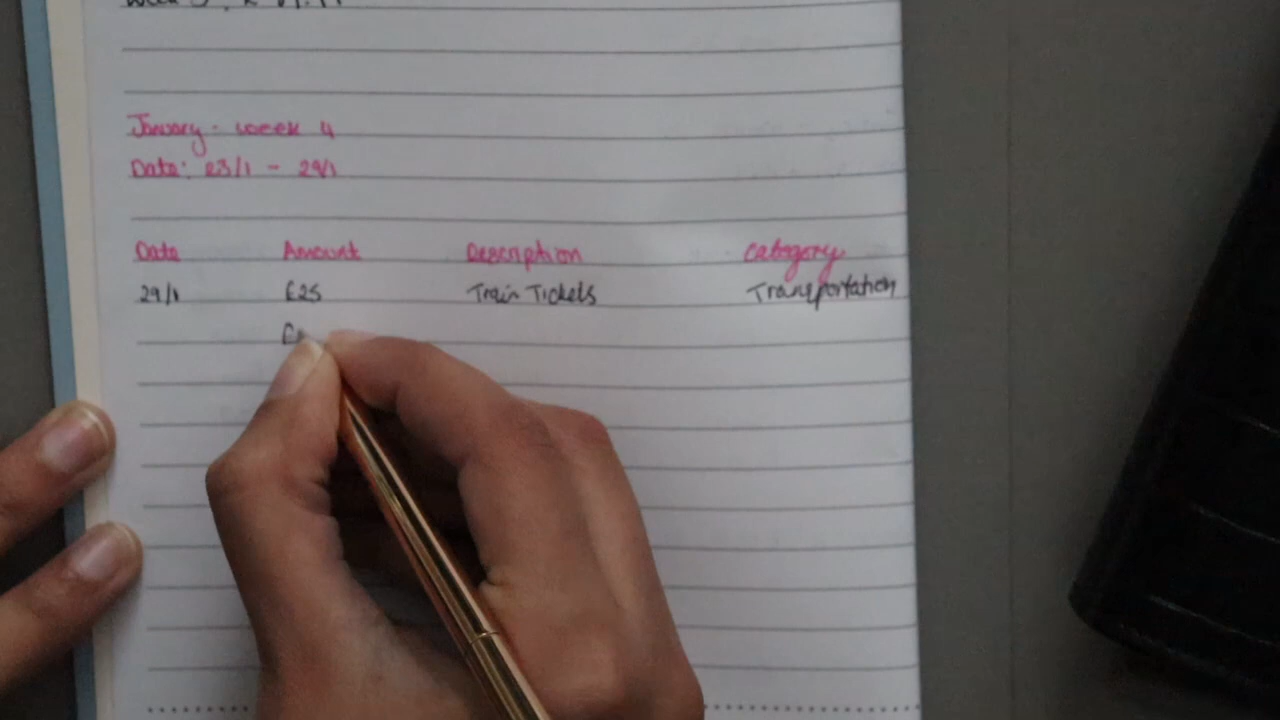 January - week 4
Date: 23/1 - 29/1
Date Amount Description Category
29/1 £25 Train Tickets Transportation
£